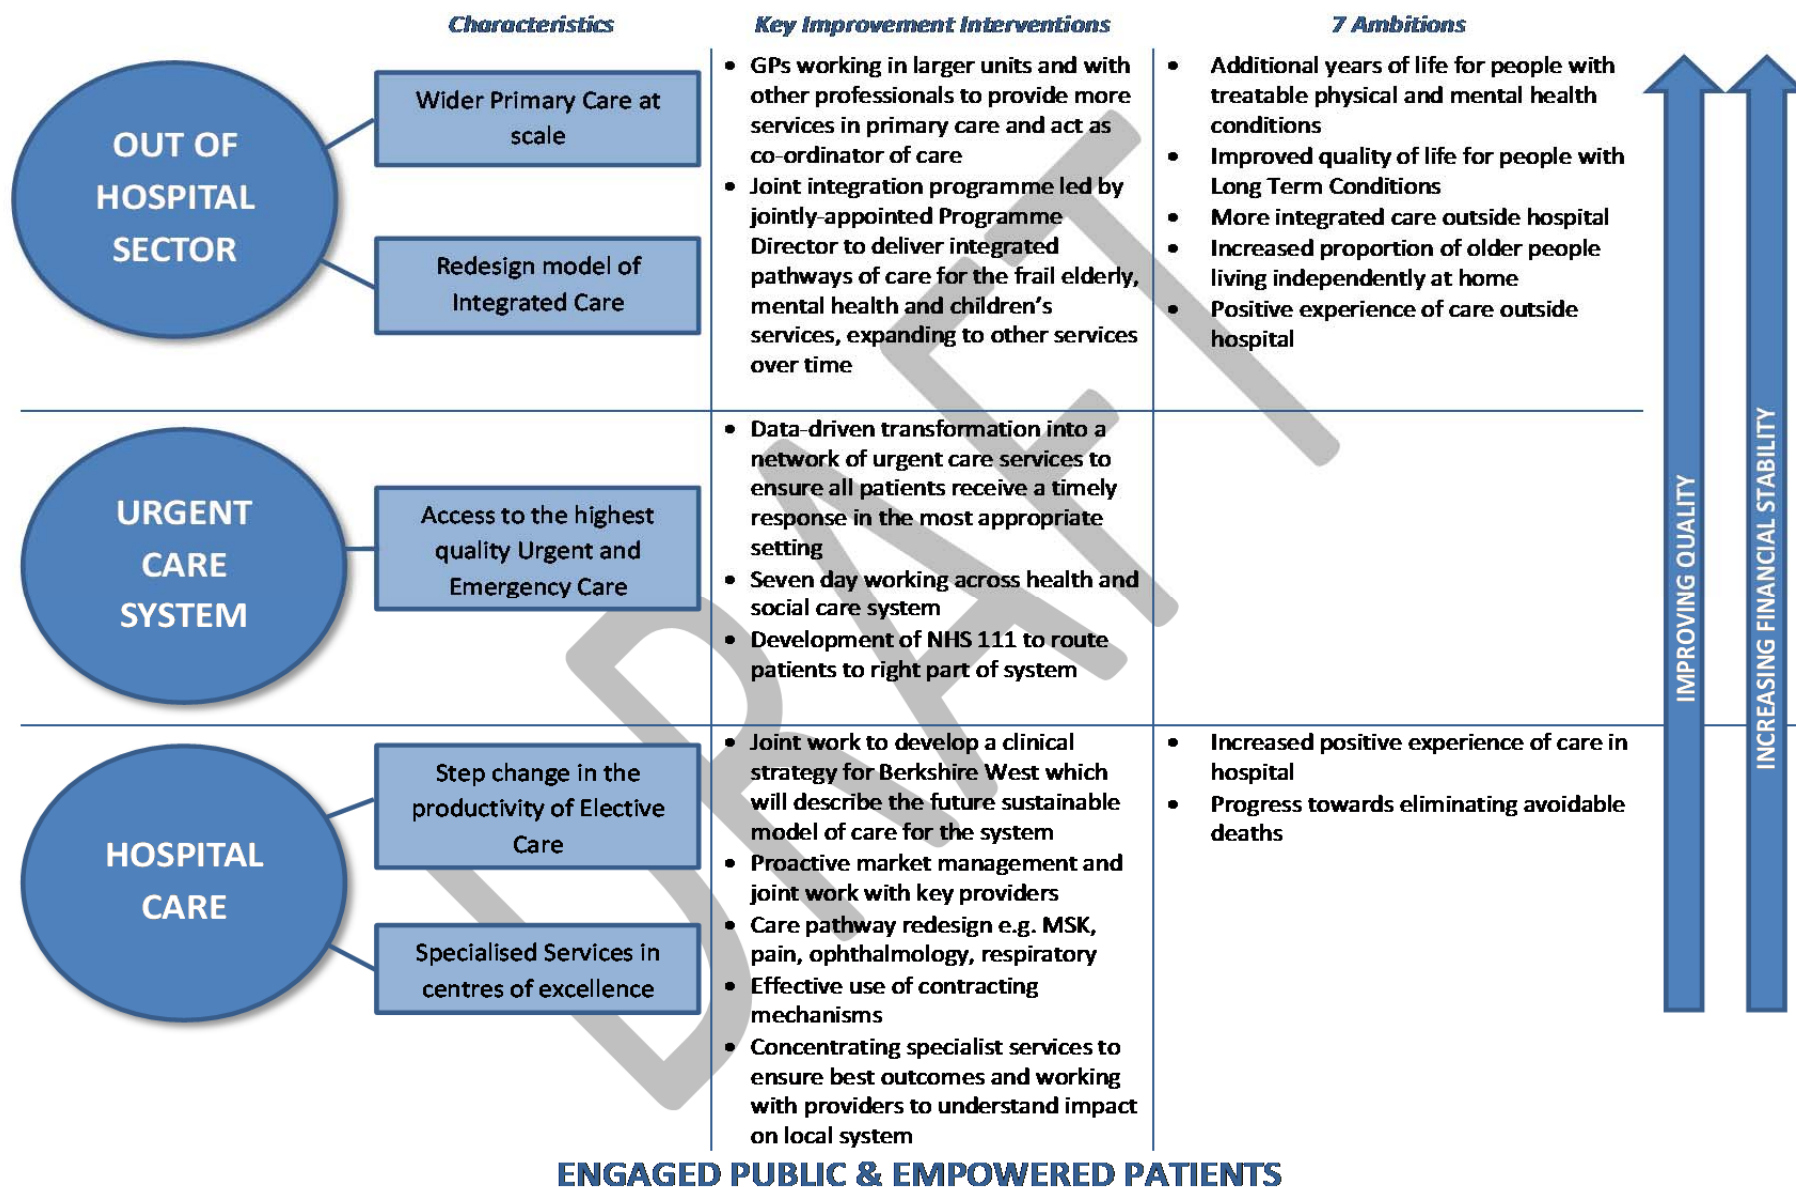 Characteristics
Key Improvement Interventions
7 Ambitions
OUT OF
HOSPITAL
SECTOR
Wider Primary Care at
scale
Redesign model of
Integrated Care
• GPs working in larger units and with
other professionals to provide more
services in primary care and act as
co-ordinator of care
• Joint integration programme led by
jointly-appointed Programme
Director to deliver integrated
pathways of care for the frail elderly,
mental health and children's
services, expanding to other services
over time
• Additional years of life for people with
treatable physical and mental health
conditions
• Improved quality of life for people with
Long Term Conditions
• More integrated care outside hospital
• Increased proportion of older people
living independently at home
• Positive experience of care outside
hospital
URGENT
CARE
SYSTEM
Access to the highest
quality Urgent and
Emergency Care
• Data-driven transformation into a
network of urgent care services to
ensure all patients receive a timely
response in the most appropriate
setting
• Seven day working across health and
social care system
• Development of NHS 111 to route
patients to right part of system
HOSPITAL
CARE
Step change in the
productivity of Elective
Care
Specialised Services in
centres of excellence
• Joint work to develop a clinical
strategy for Berkshire West which
will describe the future sustainable
model of care for the system
• Proactive market management and
joint work with key providers
• Care pathway redesign e.g. MSK,
pain, ophthalmology, respiratory
• Effective use of contracting
mechanisms
• Concentrating specialist services to
ensure best outcomes and working
with providers to understand impact
on local system
• Increased positive experience of care in
hospital
• Progress towards eliminating avoidable
deaths
IMPROVING QUALITY
INCREASING FINANCIAL STABILITY
DRAFT
ENGAGED PUBLIC & EMPOWERED PATIENTS